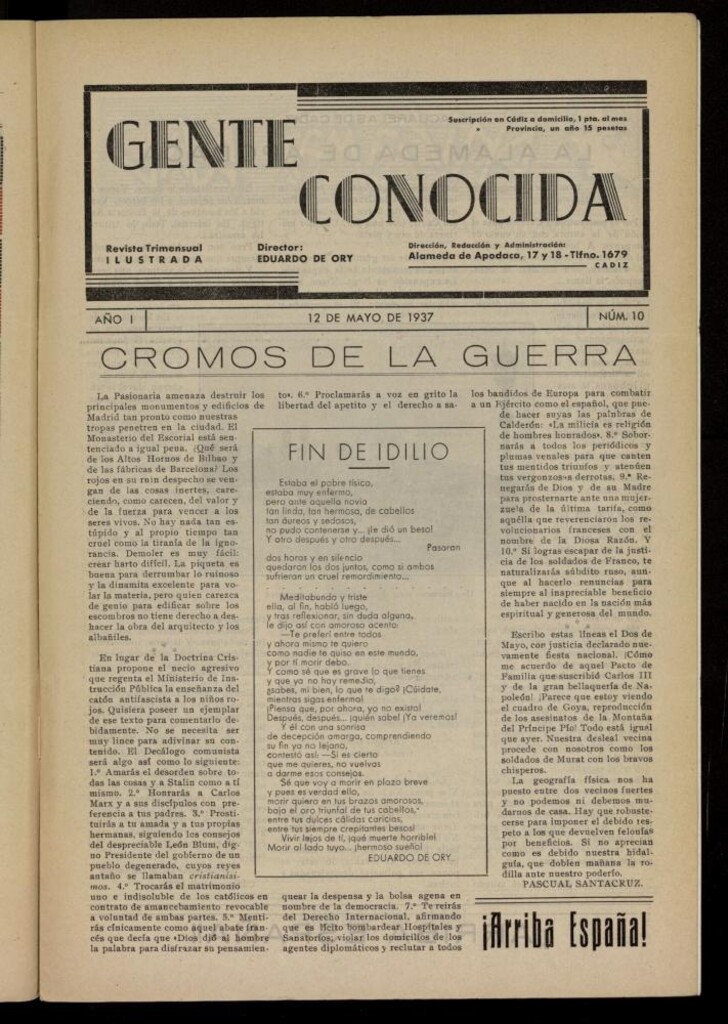 GENTE
CONOCIDA
Suscripción en Cádiz a domicilio, 1 pta. al mes
Provincia, un año 15 pesetas
Revista Trimensual
ILUSTRADA
Director:
EDUARDO DE ORY
Dirección, Redacción y Administración:
Alameda de Apodaca, 17 y 18 - Tlfno. 1679
CADIZ
AÑO I
12 DE MAYO DE 1937
NÚM. 10
CROMOS DE LA GUERRA
La Pasionaria amenaza destruir los
principales monumentos y edificios de
Madrid tan pronto como nuestras
tropas penetren en la ciudad. El
Monasterio del Escorial está sen-
tenciado a igual pena. ¿Qué será
de los Altos Hornos de Bilbao y
de las fábricas de Barcelona? Los
rojos en su ruin despecho se ven-
gan de las cosas inertes, care-
ciendo, como carecen, del valor y
de la fuerza para vencer a los
seres vivos. No hay nada tan es-
túpido y al propio tiempo tan
cruel como la tiranía de la igno-
rancia. Demoler es muy fácil:
crear harto difícil. La piqueta es
buena para derrumbar lo ruinoso
y la dinamita excelente para vo-
lar la materia, pero quien carezca
de genio para edificar sobre los
escombros no tiene derecho a des-
hacer la obra del arquitecto y los
albañiles.
En lugar de la Doctrina Cris-
tiana propone el necio agresivo
que regenta el Ministerio de Ins-
trucción Pública la enseñanza del
catón antifascista a los niños ro-
jos. Quisiera poseer un ejemplar
de ese texto para comentarlo de-
bidamente. No se necesita ser
muy lince para adivinar su con-
tenido. El Decálogo comunista
será algo así como lo siguiente:
1.º Amarás el desorden sobre to-
das las cosas y a Stalin como a tí
mismo. 2.º Honrarás a Carlos
Marx y a sus discípulos con pre-
ferencia a tus padres. 3.º Prosti-
tuirás a tu amada y a tus propias
hermanas, siguiendo los consejos
del despreciable León Blum, dig-
no Presidente del gobierno de un
pueblo degenerado, cuyos reyes
antaño se llamaban cristianísi-
mos. 4.º Trocarás el matrimonio
uno e indisoluble de los católicos en
contrato de amancebamiento revocable
a voluntad de ambas partes. 5.º Menti-
rás cínicamente como aquel abate fran-
cés que decía que «Dios dió al hombre
la palabra para disfrazar su pensamien-
to». 6.º Proclamarás a voz en grito la
libertad del apetito y el derecho a sa-
FIN DE IDILIO
Estaba el pobre tísico,
estaba muy enfermo,
pero ante aquella novia
tan linda, tan hermosa, de cabellos
tan áureos y sedosos,
no pudo contenerse y... ¡le dió un beso!
Y otro después y otro después...
Pasaron
dos horas y en silencio
quedaron los dos juntos, como si ambos
sufrieran un cruel remordimiento...
Meditabundo y triste
ella, al fin, habló luego,
y tras reflexionar, sin duda alguna,
le dijo así con amoroso acento:
—Te preferí entre todos
y ahora mismo te quiero
como nadie te quiso en este mundo,
y por ti morir debo.
Y como sé que es grave lo que tienes
y que ya no hay remedio,
¿sabes, mi bien, lo que te digo? ¡Cuídate,
mientras sigas enfermo!
¡Piensa que, por ahora, yo no existo!
Después, después... ¡quién sabe! ¡Ya veremos!
Y él con una sonrisa
de decepción amarga, comprendiendo
su fin ya no lejano,
contestó así: —Si es cierto
que me quieres, no vuelvas
a darme esos consejos.
Sé que voy a morir en plazo breve
y pues es verdad ello,
morir quiero en tus brazos amorosos,
bajo el oro triunfal de tus cabellos,
entre tus dulces cálidas caricias,
entre tus siempre crepitantes besos!
Vivir lejos de ti, ¡qué muerte horrible!
Morir al lado tuyo... ¡hermoso sueño!
EDUARDO DE ORY.
quear la despensa y la bolsa agena en
nombre de la democracia. 7.º Te reirás
del Derecho Internacional, afirmando
que es lícito bombardear Hospitales y
Sanatorios; violar los domicilios de los
agentes diplomáticos y reclutar a todos
los bandidos de Europa para combatir
a un Ejército como el español, que pue-
de hacer suyas las palabras de
Calderón: «La milicia es religión
de hombres honrados». 8.º Sobor-
narás a todos los periódicos y
plumas venales para que canten
tus mentidos triunfos y atenúen
tus vergonzosas derrotas. 9.º Re-
negarás de Dios y de su Madre
para prosternarte ante una mujer-
zuela de la última tarifa, como
aquélla que reverenciaron los re-
volucionarios franceses con el
nombre de la Diosa Razón. Y
10.º Si logras escapar de la justi-
cia de los soldados de Franco, te
naturalizarás súbdito ruso, aun-
que al hacerlo renuncias para
siempre al inapreciable beneficio
de haber nacido en la nación más
espiritual y generosa del mundo.
Escribo estas líneas el Dos de
Mayo, con justicia declarado nue-
vamente fiesta nacional. ¡Cómo
me acuerdo de aquel Pacto de
Familia que suscribió Carlos III
y de la gran bellaquería de Na-
poleón! ¡Parece que estoy viendo
el cuadro de Goya, reproducción
de los asesinatos de la Montaña
del Príncipe Pío! Todo está igual
que ayer. Nuestra desleal vecina
procede con nosotros como los
soldados de Murat con los bravos
chisperos.
La geografía física nos ha
puesto entre dos vecinos fuertes
y no podemos ni debemos mu-
darnos de casa. Hay que robuste-
cerse para imponer el debido res-
peto a los que devuelven felonías
por beneficios. Si no aprecian
como es debido nuestra hidal-
guía, que doblen mañana la ro-
dilla ante nuestro poderío.
PASCUAL SANTACRUZ.
¡Arriba España!